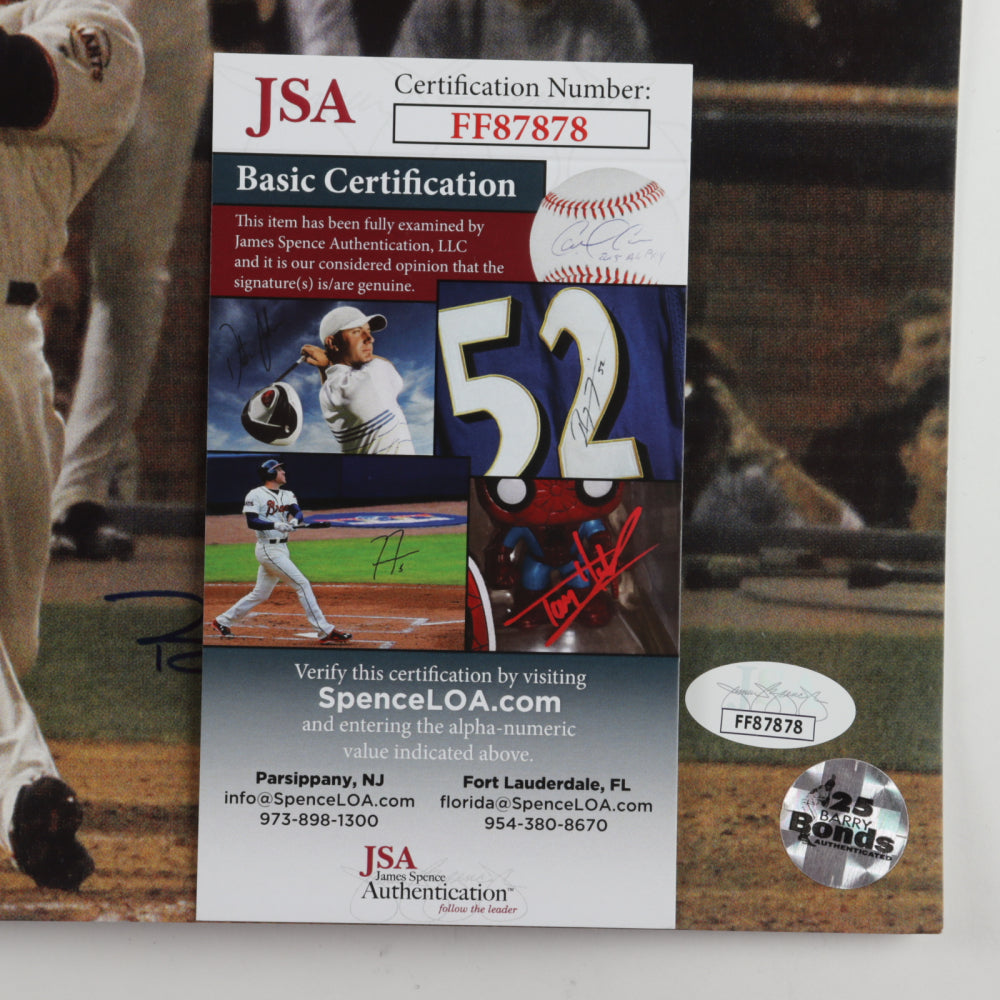 JSA
Certification Number:
FF87878
Basic Certification
This item has been fully examined by
James Spence Authentication, LLC
and it is our considered opinion that the
signature(s) is/are genuine.
52
Tom Holland
Verify this certification by visiting
SpenceLOA.com
and entering the alpha-numeric
value indicated above.
Parsippany, NJ
info@SpenceLOA.com
973-898-1300
Fort Lauderdale, FL
florida@SpenceLOA.com
954-380-8670
JSA
James Spence
Authentication™
follow the leader
FF87878
25
BARRY
Bonds
AUTHENTICATED